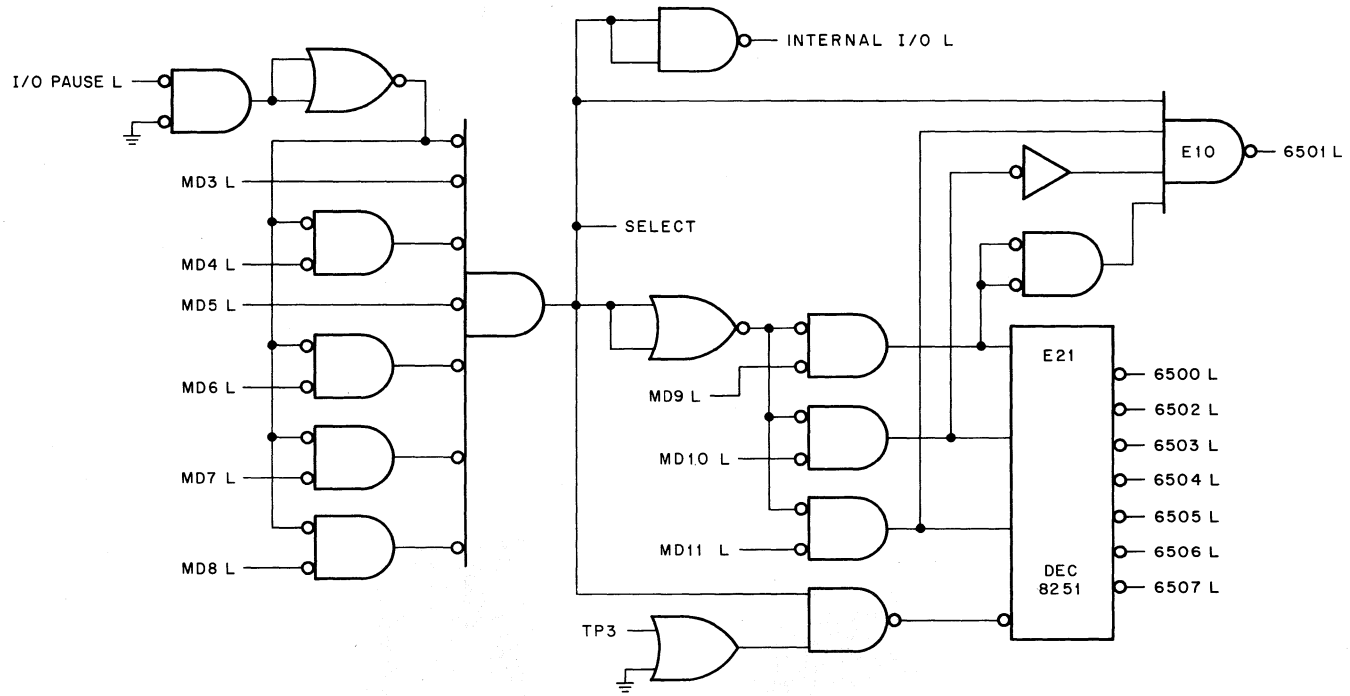 INTERNAL I/O L
I/O PAUSE L
E10
6501 L
MD3 L
SELECT
MD4 L
MD5 L
E21
6500 L
MD6 L
MD9 L
6502 L
6503 L
MD10 L
MD7 L
6504 L
6505 L
MD11 L
6506 L
MD8 L
DEC
8251
6507 L
TP3